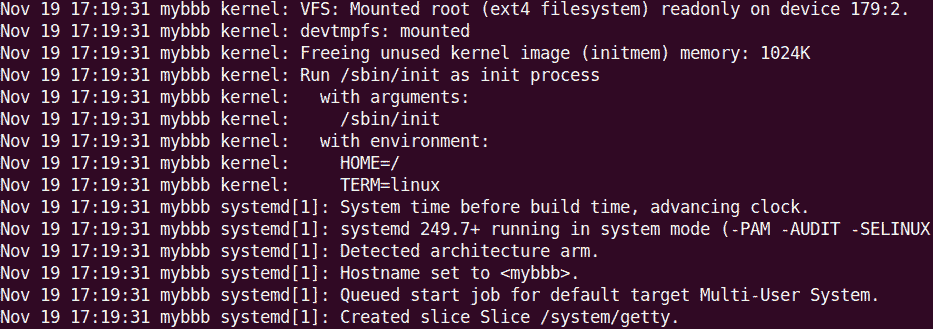 Nov 19 17:19:31 mybbb kernel: VFS: Mounted root (ext4 filesystem) readonly on device 179:2.
Nov 19 17:19:31 mybbb kernel: devtmpfs: mounted
Nov 19 17:19:31 mybbb kernel: Freeing unused kernel image (initmem) memory: 1024K
Nov 19 17:19:31 mybbb kernel: Run /sbin/init as init process
Nov 19 17:19:31 mybbb kernel:   with arguments:
Nov 19 17:19:31 mybbb kernel:     /sbin/init
Nov 19 17:19:31 mybbb kernel:   with environment:
Nov 19 17:19:31 mybbb kernel:     HOME=/
Nov 19 17:19:31 mybbb kernel:     TERM=linux
Nov 19 17:19:31 mybbb systemd[1]: System time before build time, advancing clock.
Nov 19 17:19:31 mybbb systemd[1]: systemd 249.7+ running in system mode (-PAM -AUDIT -SELINUX
Nov 19 17:19:31 mybbb systemd[1]: Detected architecture arm.
Nov 19 17:19:31 mybbb systemd[1]: Hostname set to <mybbb>.
Nov 19 17:19:31 mybbb systemd[1]: Queued start job for default target Multi-User System.
Nov 19 17:19:31 mybbb systemd[1]: Created slice Slice /system/getty.